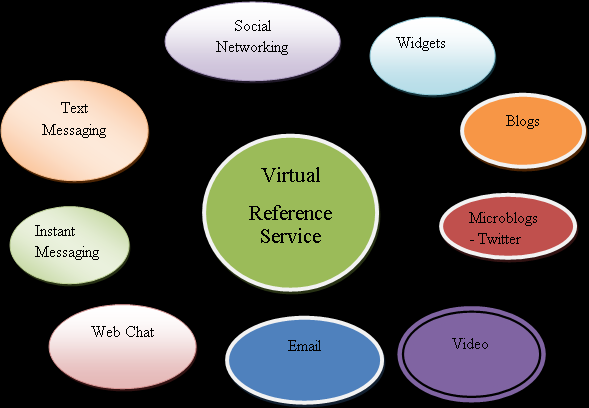 Social
Networking
Widgets
Text
Messaging
Blogs
Virtual
Reference
Service
Microblogs
- Twitter
Instant
Messaging
Web Chat
Email
Video